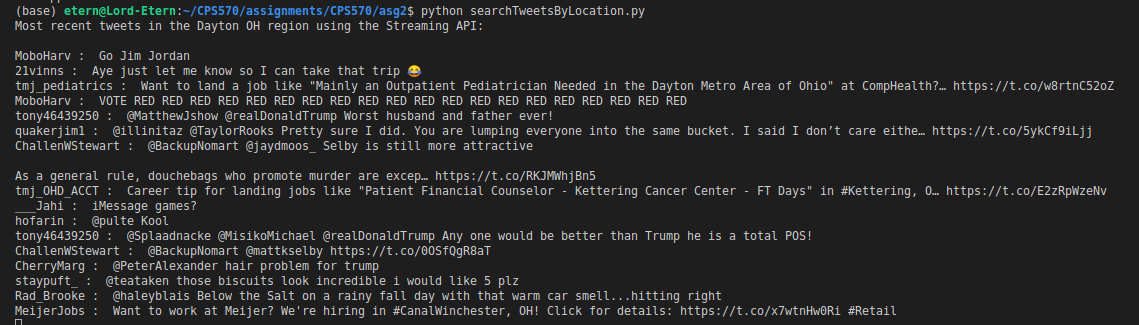 (base) etern@Lord-Etern:~/CPS570/assignments/CPS570/asg2$ python searchTweetsByLocation.py
Most recent tweets in the Dayton OH region using the Streaming API:
MoboHarv :  Go Jim Jordan
21vinns :  Aye just let me know so I can take that trip 😂
tmj_pediatrics :  Want to land a job like "Mainly an Outpatient Pediatrician Needed in the Dayton Metro Area of Ohio" at CompHealth?… https://t.co/w8rtnC52oZ
MoboHarv :  VOTE RED RED RED RED RED RED RED RED RED RED RED RED RED RED RED RED RED RED RED RED RED
tony46439250 :  @MatthewJshow @realDonaldTrump Worst husband and father ever!
quakerjim1 :  @illinitaz @TaylorRooks Pretty sure I did. You are lumping everyone into the same bucket. I said I don’t care eithe… https://t.co/5ykCf9iLjj
ChallenWStewart :  @BackupNomart @jaydmoos_ Selby is still more attractive
As a general rule, douchebags who promote murder are excep… https://t.co/RKJMWhjBn5
tmj_OHD_ACCT :  Career tip for landing jobs like "Patient Financial Counselor - Kettering Cancer Center - FT Days" in #Kettering, O… https://t.co/E2zRpWzeNv
___Jahi :  iMessage games?
hofarin :  @pulte Kool
tony46439250 :  @Splaadnacke @MisikoMichael @realDonaldTrump Any one would be better than Trump he is a total POS!
ChallenWStewart :  @BackupNomart @mattkselby https://t.co/0OSfQgR8aT
CherryMarg :  @PeterAlexander hair problem for trump
staypuft_ :  @teataken those biscuits look incredible i would like 5 plz
Rad_Brooke :  @haleyblais Below the Salt on a rainy fall day with that warm car smell...hitting right
MeijerJobs :  Want to work at Meijer? We're hiring in #CanalWinchester, OH! Click for details: https://t.co/x7wtnHw0Ri #Retail